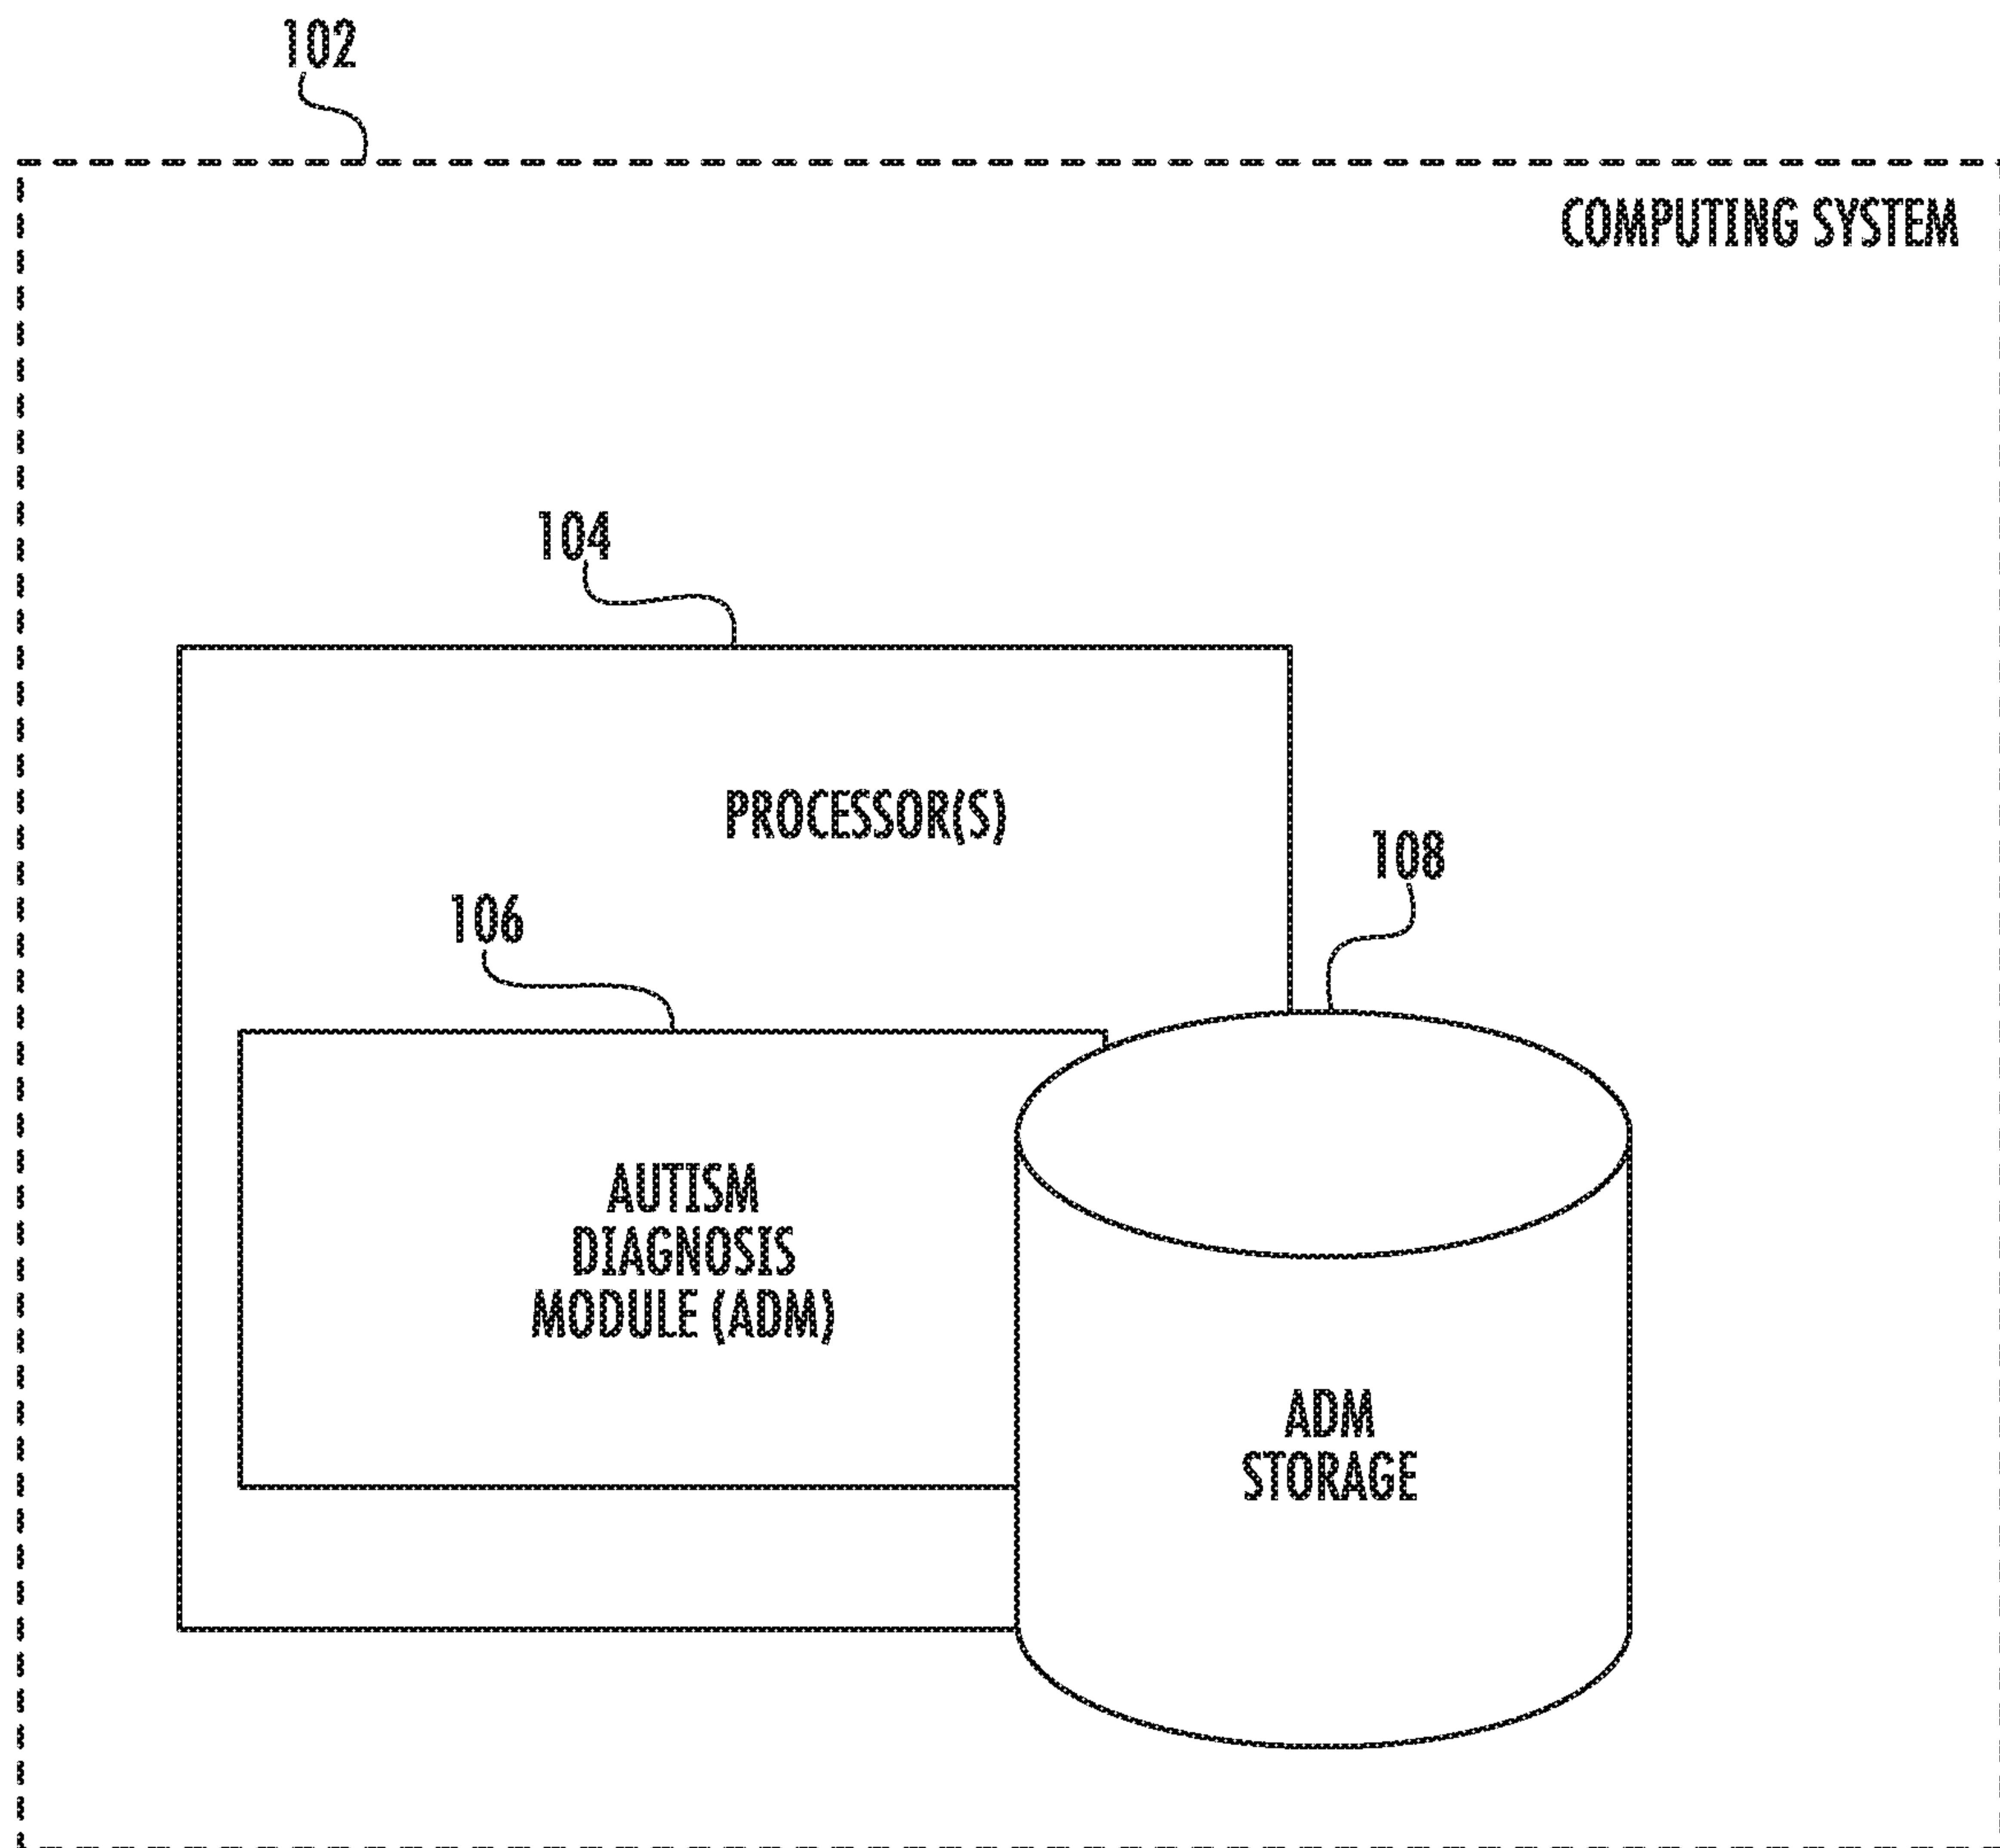 102
COMPUTING SYSTEM
104
PROCESSOR(S)
108
106
AUTISM
DIAGNOSIS
MODULE (ADM)
ADM
STORAGE